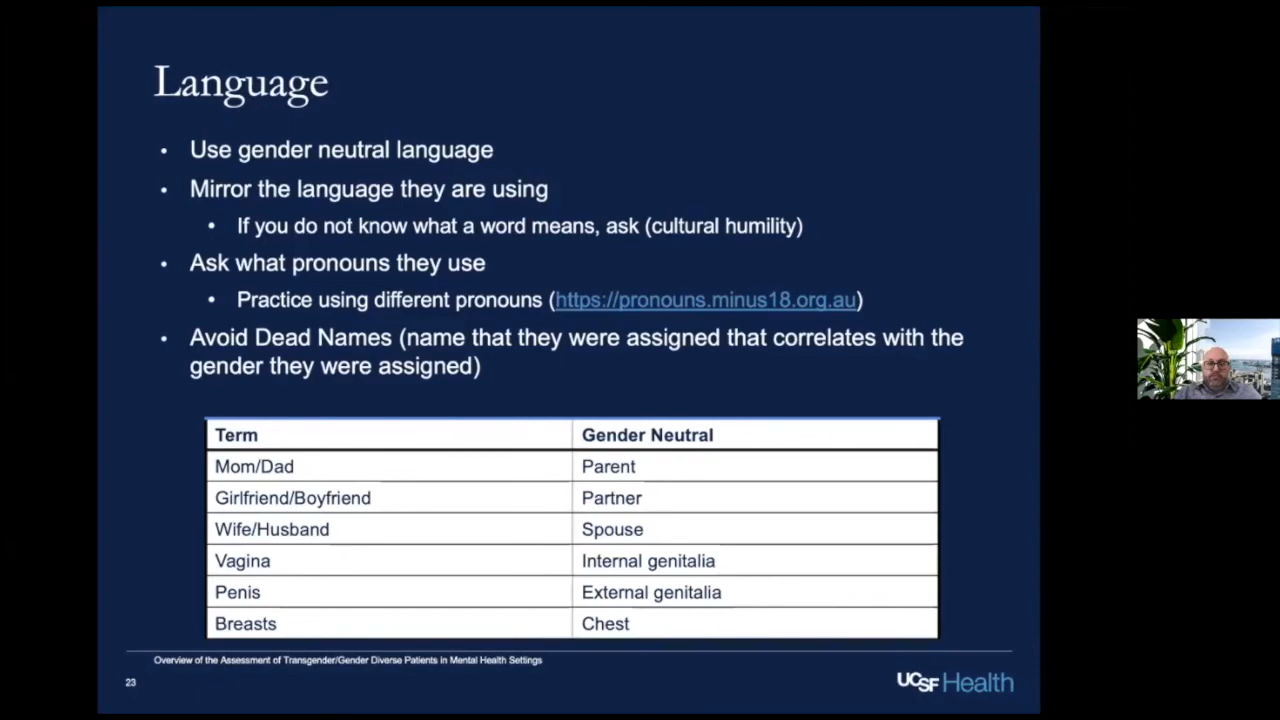 Language
• Use gender neutral language
• Mirror the language they are using
• If you do not know what a word means, ask (cultural humility)
• Ask what pronouns they use
• Practice using different pronouns (https://pronouns.minus18.org.au)
• Avoid Dead Names (name that they were assigned that correlates with the
gender they were assigned)
Term Gender Neutral
Mom/Dad Parent
Girlfriend/Boyfriend Partner
Wife/Husband Spouse
Vagina Internal genitalia
Penis External genitalia
Breasts Chest
Overview of the Assessment of Transgender/Gender Diverse Patients in Mental Health Settings
23
UCSF Health